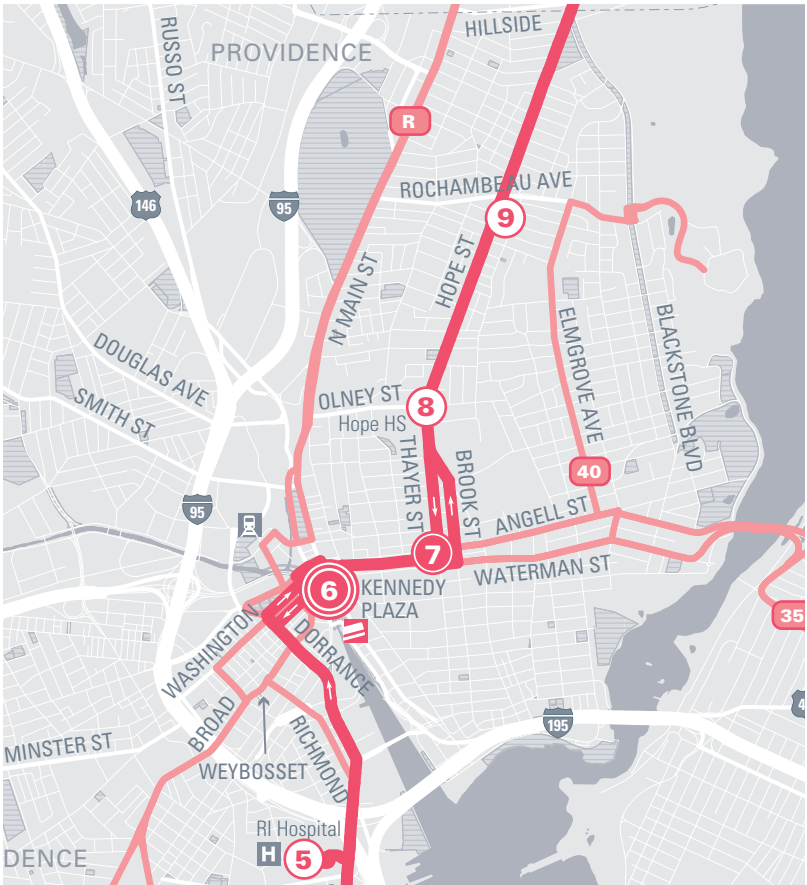 HILLSIDE
RUSSO ST
PROVIDENCE
R
ROCHAMBEAU AVE
146
95
9
HOPE ST
N MAIN ST
ELMGROVE AVE
BLACKSTONE BLVD
DOUGLAS AVE
SMITH ST
OLNEY ST
8
Hope HS
THAYER ST
BROOK ST
40
95
ANGELL ST
7
WATERMAN ST
6
KENNEDY
PLAZA
35
WASHINGTON
DORRANCE
4
195
BROAD
RICHMOND
MINSTER ST
WEYBOSSET
RI Hospital
H
5
DENCE